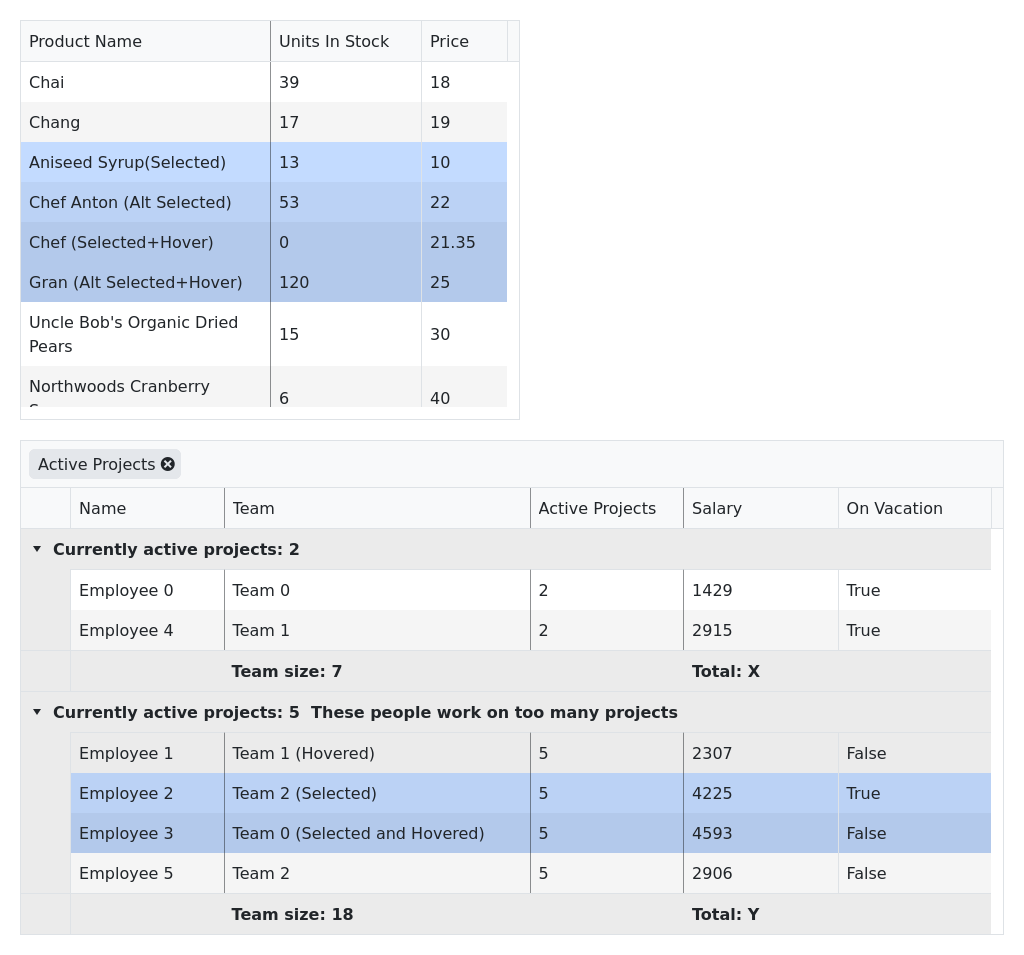 Product Name Units In Stock Price
Chai 39 18
Chang 17 19
Aniseed Syrup(Selected) 13 10
Chef Anton (Alt Selected) 53 22
Chef (Selected+Hover) 0 21.35
Gran (Alt Selected+Hover) 120 25
Uncle Bob's Organic Dried
Pears 15 30
Northwoods Cranberry
6 40
Active Projects
Name Team Active Projects Salary On Vacation
Currently active projects: 2
Employee 0 Team 0 2 1429 True
Employee 4 Team 1 2 2915 True
Team size: 7 Total: X
Currently active projects: 5 These people work on too many projects
Employee 1 Team 1 (Hovered) 5 2307 False
Employee 2 Team 2 (Selected) 5 4225 True
Employee 3 Team 0 (Selected and Hovered) 5 4593 False
Employee 5 Team 2 5 2906 False
Team size: 18 Total: Y